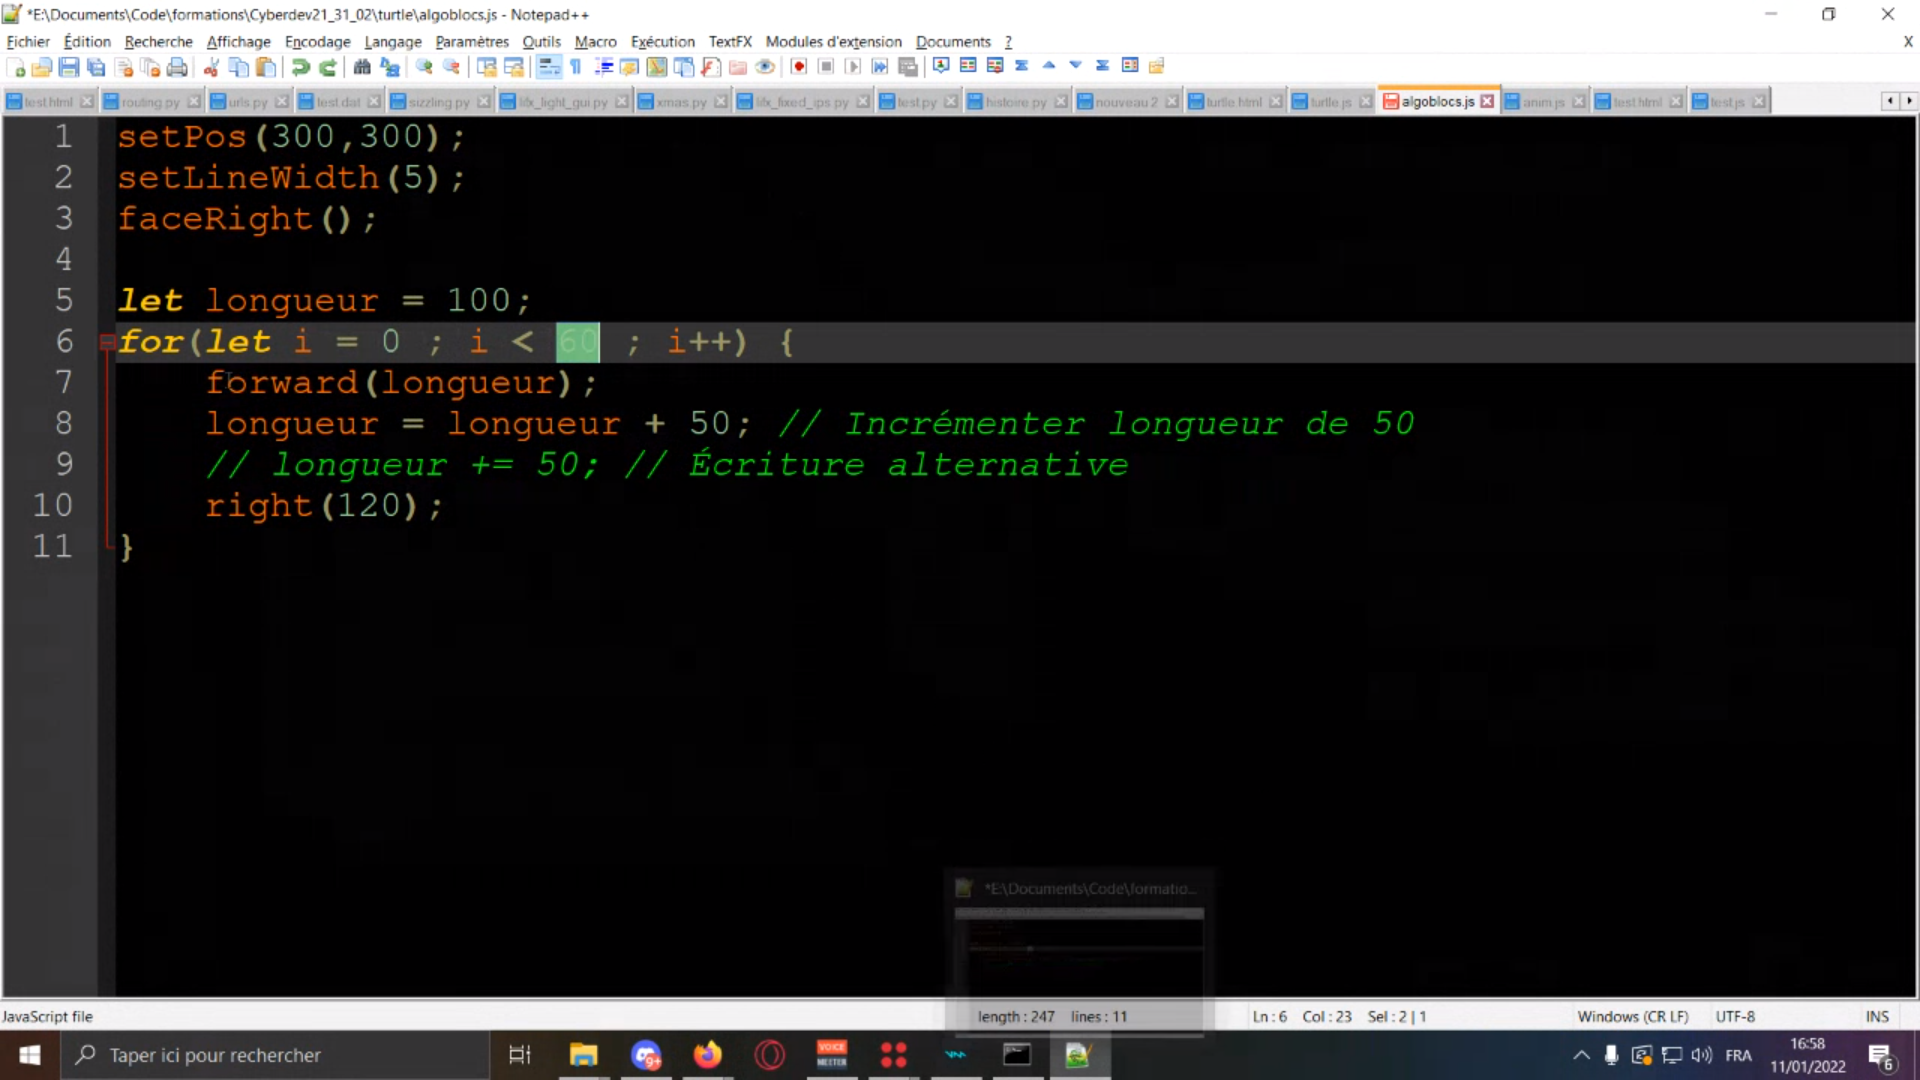 *E:\Documents\Code\formations\Cyberdev21_31_02\turtle\algoblocs.js - Notepad++
Fichier Édition Recherche Affichage Encodage Langage Paramètres Outils Macro Exécution TextFX Modules d'extension Documents ? X
test.html routing.py urls.py test.dat sizzling.py lifx_light_gui.py xmas.py lifx_fixed_ips.py test.py histoire.py nouveau 2 turtle.html turtle.js algoblocs.js anim.js test.html test.js
1 setPos(300,300);
2 setLineWidth(5);
3 faceRight();
4
5 let longueur = 100;
6 for(let i = 0 ; i < 60 ; i++) {
7 forward(longueur);
8 longueur = longueur + 50; // Incrémenter longueur de 50
9 // longueur += 50; // Écriture alternative
10 right(120);
11 }
*E:\Documents\Code\formatio...
JavaScript file length : 247 lines : 11 Ln : 6 Col : 23 Sel : 2 | 1 Windows (CR LF) UTF-8 INS
Taper ici pour rechercher 9+ VOICE MEETER FRA 16:58
11/01/2022 6